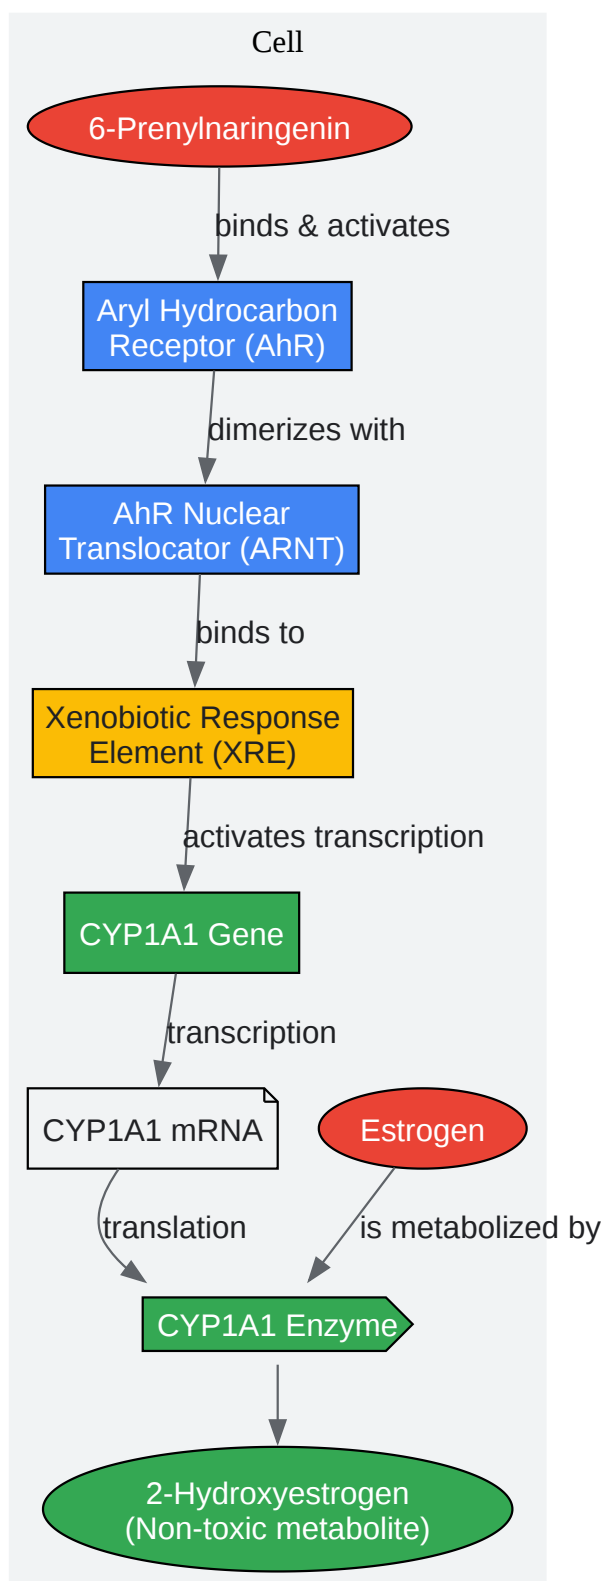 Cell
6-Prenylnaringenin
binds & activates
Aryl Hydrocarbon
Receptor (AhR)
dimerizes with
AhR Nuclear
Translocator (ARNT)
binds to
Xenobiotic Response
Element (XRE)
activates transcription
CYP1A1 Gene
transcription
CYP1A1 mRNA
Estrogen
translation
is metabolized by
CYP1A1 Enzyme
2-Hydroxyestrogen
(Non-toxic metabolite)